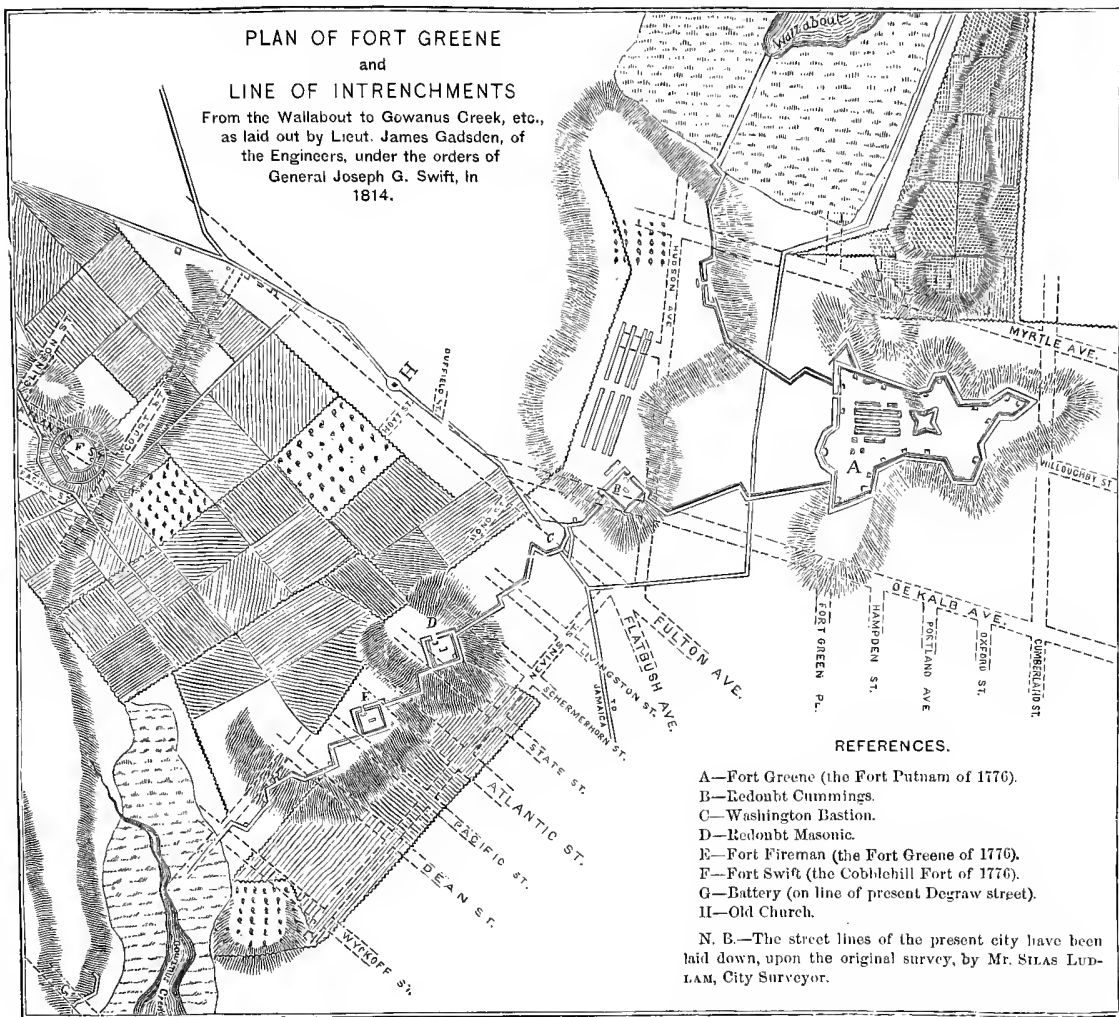 PLAN OF FORT GREENE
and
LINE OF INTRENCHMENTS
From the Wallabout to Gowanus Creek, etc.,
as laid out by Lieut. James Gadsden, of
the Engineers, under the orders of
General Joseph G. Swift, in
1814.
Wallabout
HUDSON AVE
MYRTLE AVE.
WILLOUGHBY ST
CLINTON S
COURT
DUFFIELD
HOYT ST
H
F
A
B
C
D
DE KALB AVE.
FORT GREEN PL.
HAMPDEN ST.
PORTLAND AVE
OXFORD ST.
CUMBERLAND ST.
FULTON AVE.
FLATBUSH AVE.
TO JAMAICA
LIVINGSTON ST.
SCHERMERHORN ST.
STATE ST.
ATLANTIC ST.
PACIFIC ST.
DEAN ST.
WYPKOFF ST.
G
REFERENCES.
A—Fort Greene (the Fort Putnam of 1776).
B—Redoubt Cummings.
C—Washington Bastion.
D—Redoubt Masonic.
E—Fort Fireman (the Fort Greene of 1776).
F—Fort Swift (the Cobblehill Fort of 1776).
G—Battery (on line of present Degraw street).
H—Old Church.
N. B.—The street lines of the present city have been
laid down, upon the original survey, by Mr. SILAS LUD-
LAM, City Surveyor.